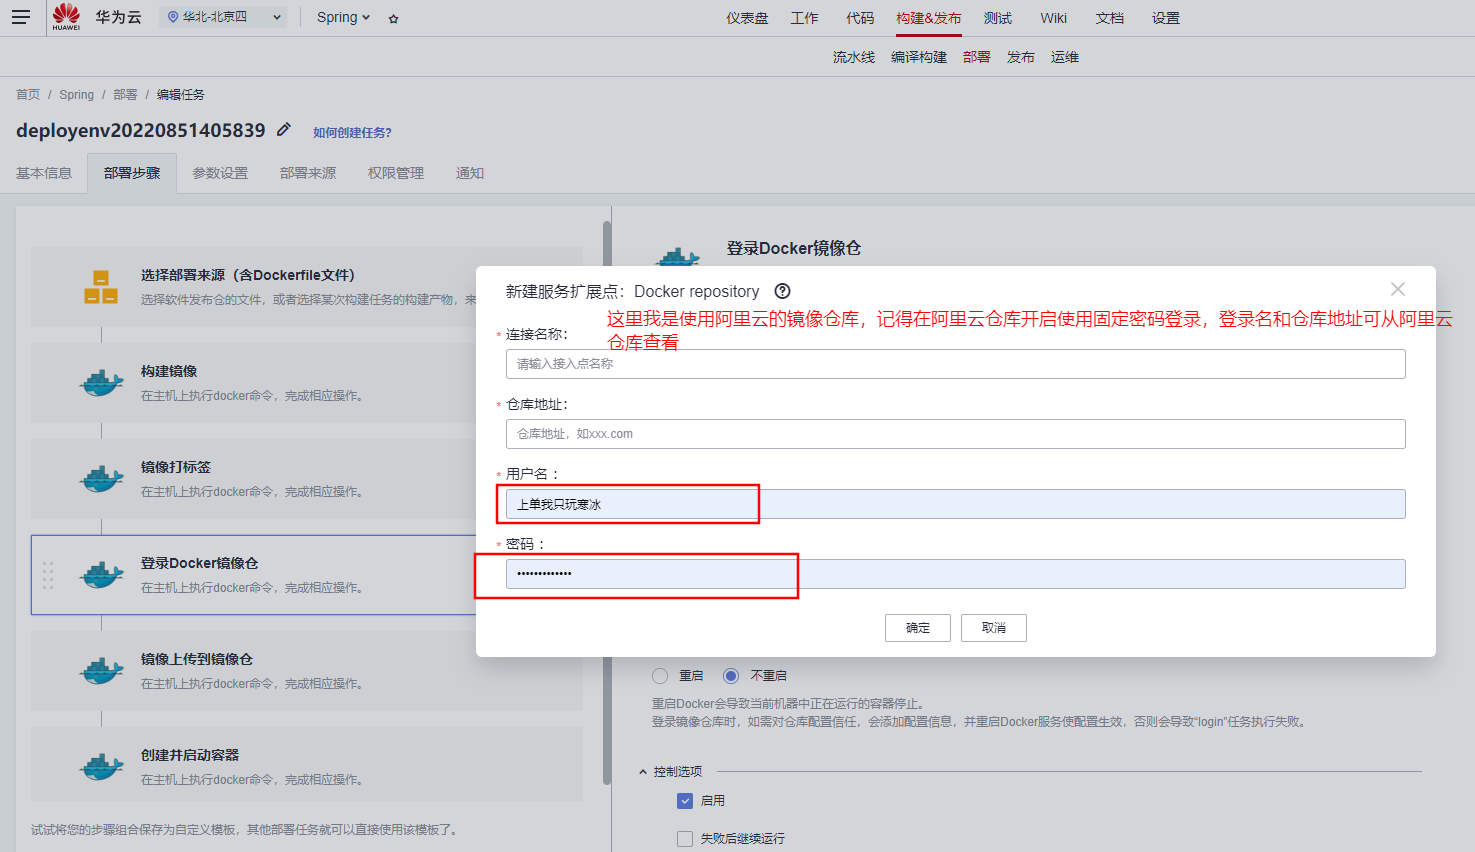 HUAWEI 华为云 华北-北京四 Spring 仪表盘 工作 代码 构建&发布 测试 Wiki 文档 设置
流水线 编译构建 部署 发布 运维
首页 / Spring / 部署 / 编辑任务
deployenv20220851405839 如何创建任务?
基本信息 部署步骤 参数设置 部署来源 权限管理 通知
选择部署来源（含Dockerfile文件）
选择软件发布仓的文件，或者选择某次构建任务的构建产物，来
构建镜像
在主机上执行docker命令，完成相应操作。
镜像打标签
在主机上执行docker命令，完成相应操作。
登录Docker镜像仓
在主机上执行docker命令，完成相应操作。
镜像上传到镜像仓
在主机上执行docker命令，完成相应操作。
创建并启动容器
在主机上执行docker命令，完成相应操作。
试试将您的步骤组合保存为自定义模板，其他部署任务就可以直接使用该模板了。
登录Docker镜像仓
新建服务扩展点：Docker repository
这里我是使用阿里云的镜像仓库，记得在阿里云仓库开启使用固定密码登录，登录名和仓库地址可从阿里云
仓库查看
* 连接名称：
请输入接入点名称
* 仓库地址：
仓库地址，如xxx.com
* 用户名：
上单我只玩寒冰
* 密码：
•••••••••••••
确定 取消
重启 不重启
重启Docker会导致当前机器中正在运行的容器停止。
登录镜像仓库时，如需对仓库配置信任，会添加配置信息，并重启Docker服务使配置生效，否则会导致“login”任务执行失败。
控制选项
启用
失败后继续运行